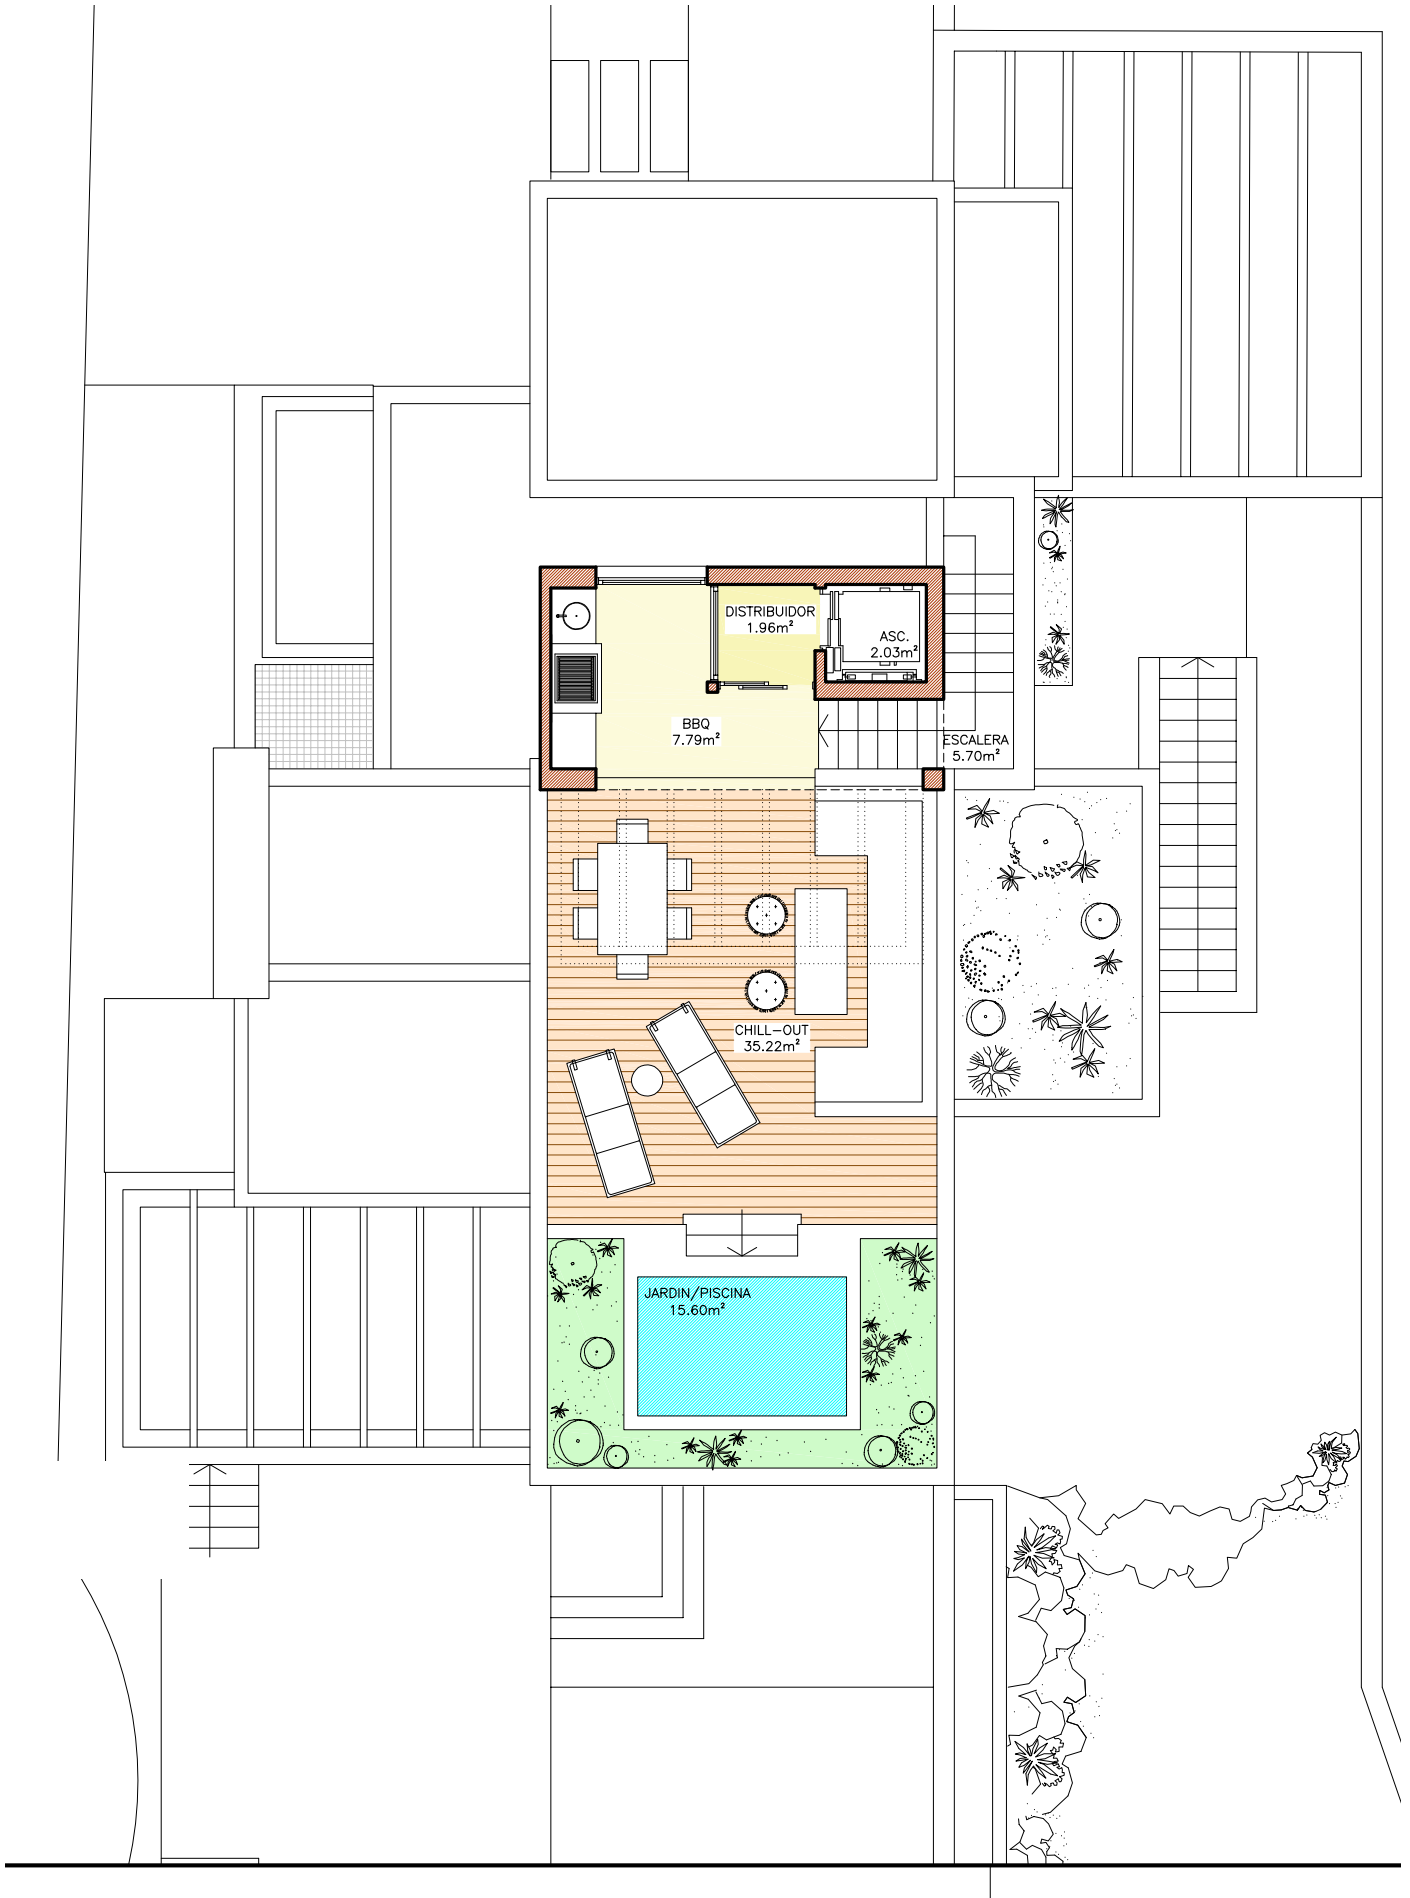 DISTRIBUIDOR
1.96m²
ASC.
2.03m²
BBQ
7.79m²
ESCALERA
5.70m²
CHILL-OUT
35.22m²
JARDIN/PISCINA
15.60m²